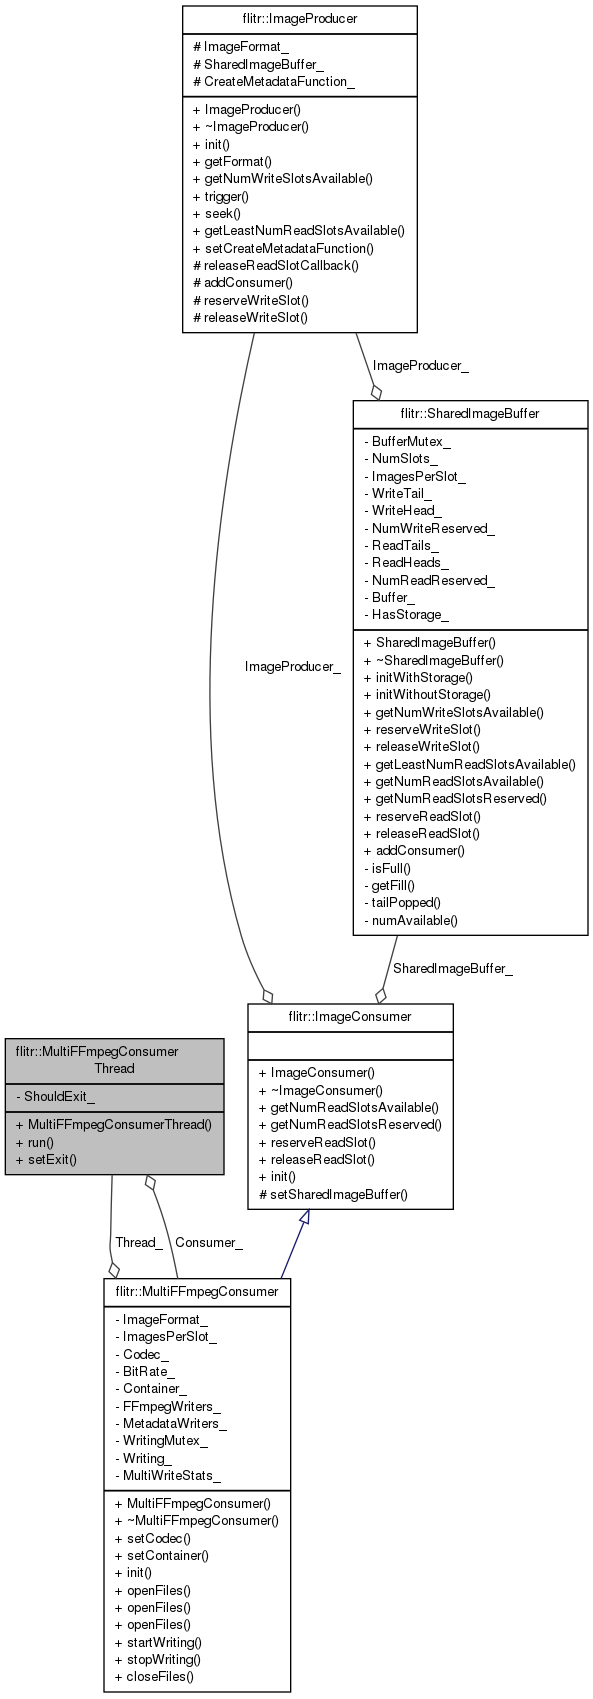 flitr::ImageProducer
# ImageFormat_
# SharedImageBuffer_
# CreateMetadataFunction_
+ ImageProducer()
+ ~ImageProducer()
+ init()
+ getFormat()
+ getNumWriteSlotsAvailable()
+ trigger()
+ seek()
+ getLeastNumReadSlotsAvailable()
+ setCreateMetadataFunction()
# releaseReadSlotCallback()
# addConsumer()
# reserveWriteSlot()
# releaseWriteSlot()
ImageProducer_
flitr::SharedImageBuffer
- BufferMutex_
- NumSlots_
- ImagesPerSlot_
- WriteTail_
- WriteHead_
- NumWriteReserved_
- ReadTails_
- ReadHeads_
- NumReadReserved_
- Buffer_
- HasStorage_
+ SharedImageBuffer()
+ ~SharedImageBuffer()
+ initWithStorage()
+ initWithoutStorage()
+ getNumWriteSlotsAvailable()
+ reserveWriteSlot()
+ releaseWriteSlot()
+ getLeastNumReadSlotsAvailable()
+ getNumReadSlotsAvailable()
+ getNumReadSlotsReserved()
+ reserveReadSlot()
+ releaseReadSlot()
+ addConsumer()
- isFull()
- getFill()
- tailPopped()
- numAvailable()
ImageProducer_
SharedImageBuffer_
flitr::ImageConsumer
+ ImageConsumer()
+ ~ImageConsumer()
+ getNumReadSlotsAvailable()
+ getNumReadSlotsReserved()
+ reserveReadSlot()
+ releaseReadSlot()
+ init()
# setSharedImageBuffer()
flitr::MultiFFmpegConsumer
Thread
- ShouldExit_
+ MultiFFmpegConsumerThread()
+ run()
+ setExit()
Thread_
Consumer_
flitr::MultiFFmpegConsumer
- ImageFormat_
- ImagesPerSlot_
- Codec_
- BitRate_
- Container_
- FFmpegWriters_
- MetadataWriters_
- WritingMutex_
- Writing_
- MultiWriteStats_
+ MultiFFmpegConsumer()
+ ~MultiFFmpegConsumer()
+ setCodec()
+ setContainer()
+ init()
+ openFiles()
+ openFiles()
+ openFiles()
+ startWriting()
+ stopWriting()
+ closeFiles()